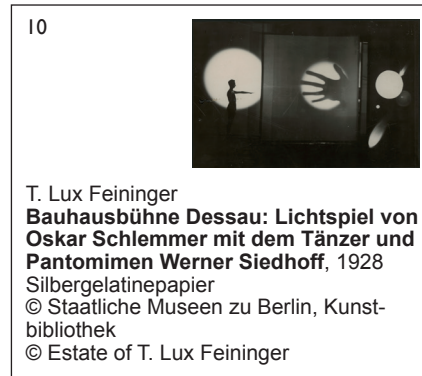 10
T. Lux Feininger
Bauhausbühne Dessau: Lichtspiel von
Oskar Schlemmer mit dem Tänzer und
Pantomimen Werner Siedhoff, 1928
Silbergelatinepapier
© Staatliche Museen zu Berlin, Kunst-
bibliothek
© Estate of T. Lux Feininger